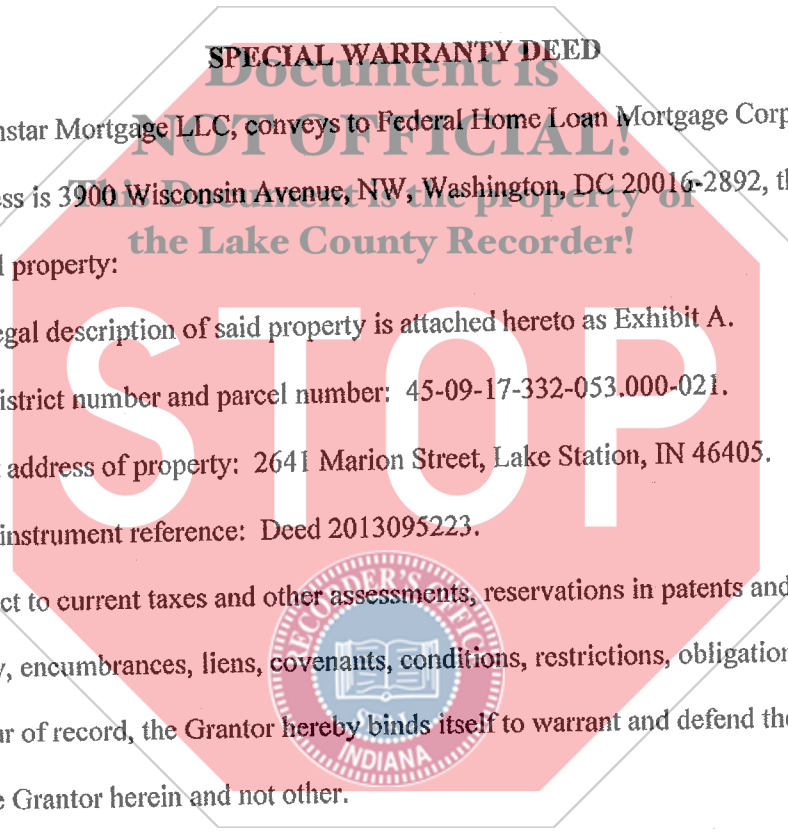 SPECIAL WARRANTY DEED
Document is
nstar Mortgage LLC, conveys to Federal Home Loan Mortgage Corp
NOT OFFICIAL!
ess is 3900 Wisconsin Avenue, NW, Washington, DC 20016-2892, th
This Document is the property of
the Lake County Recorder!
l property:
egal description of said property is attached hereto as Exhibit A.
istrict number and parcel number: 45-09-17-332-053.000-021.
address of property: 2641 Marion Street, Lake Station, IN 46405.
STOP
instrument reference: Deed 2013095223.
ct to current taxes and other assessments, reservations in patents and
y, encumbrances, liens, covenants, conditions, restrictions, obligation
ar of record, the Grantor hereby binds itself to warrant and defend the
e Grantor herein and not other.
RECORDER'S OFFICE
SEAL
INDIANA